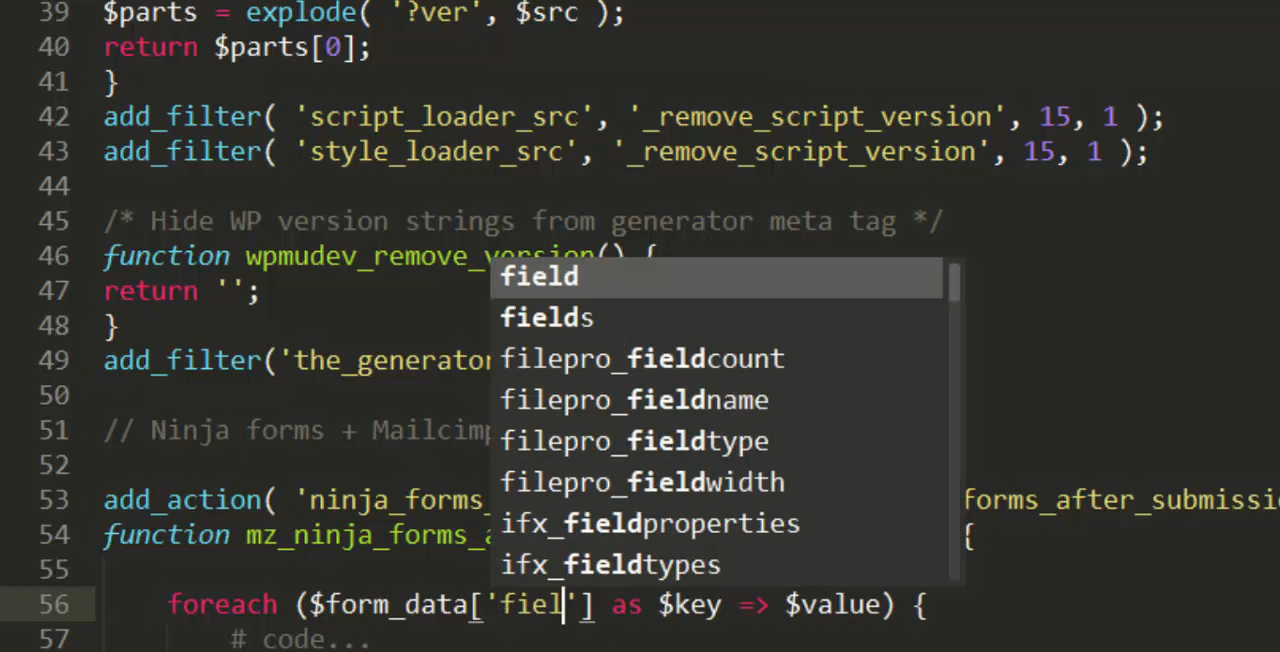 39 $parts = explode( '?ver', $src );
40 return $parts[0];
41 }
42 add_filter( 'script_loader_src', '_remove_script_version', 15, 1 );
43 add_filter( 'style_loader_src', '_remove_script_version', 15, 1 );
44
45 /* Hide WP version strings from generator meta tag */
46 function wpmudev_remove_version() {
47 return '';
48 }
49 add_filter('the_generator
50
51 // Ninja forms + Mailcimp
52
53 add_action( 'ninja_forms_ forms_after_submissio
54 function mz_ninja_forms_a {
55
56 foreach ($form_data['fiel'] as $key => $value) {
57 # code...
field
fields
filepro_fieldcount
filepro_fieldname
filepro_fieldtype
filepro_fieldwidth
ifx_fieldproperties
ifx_fieldtypes